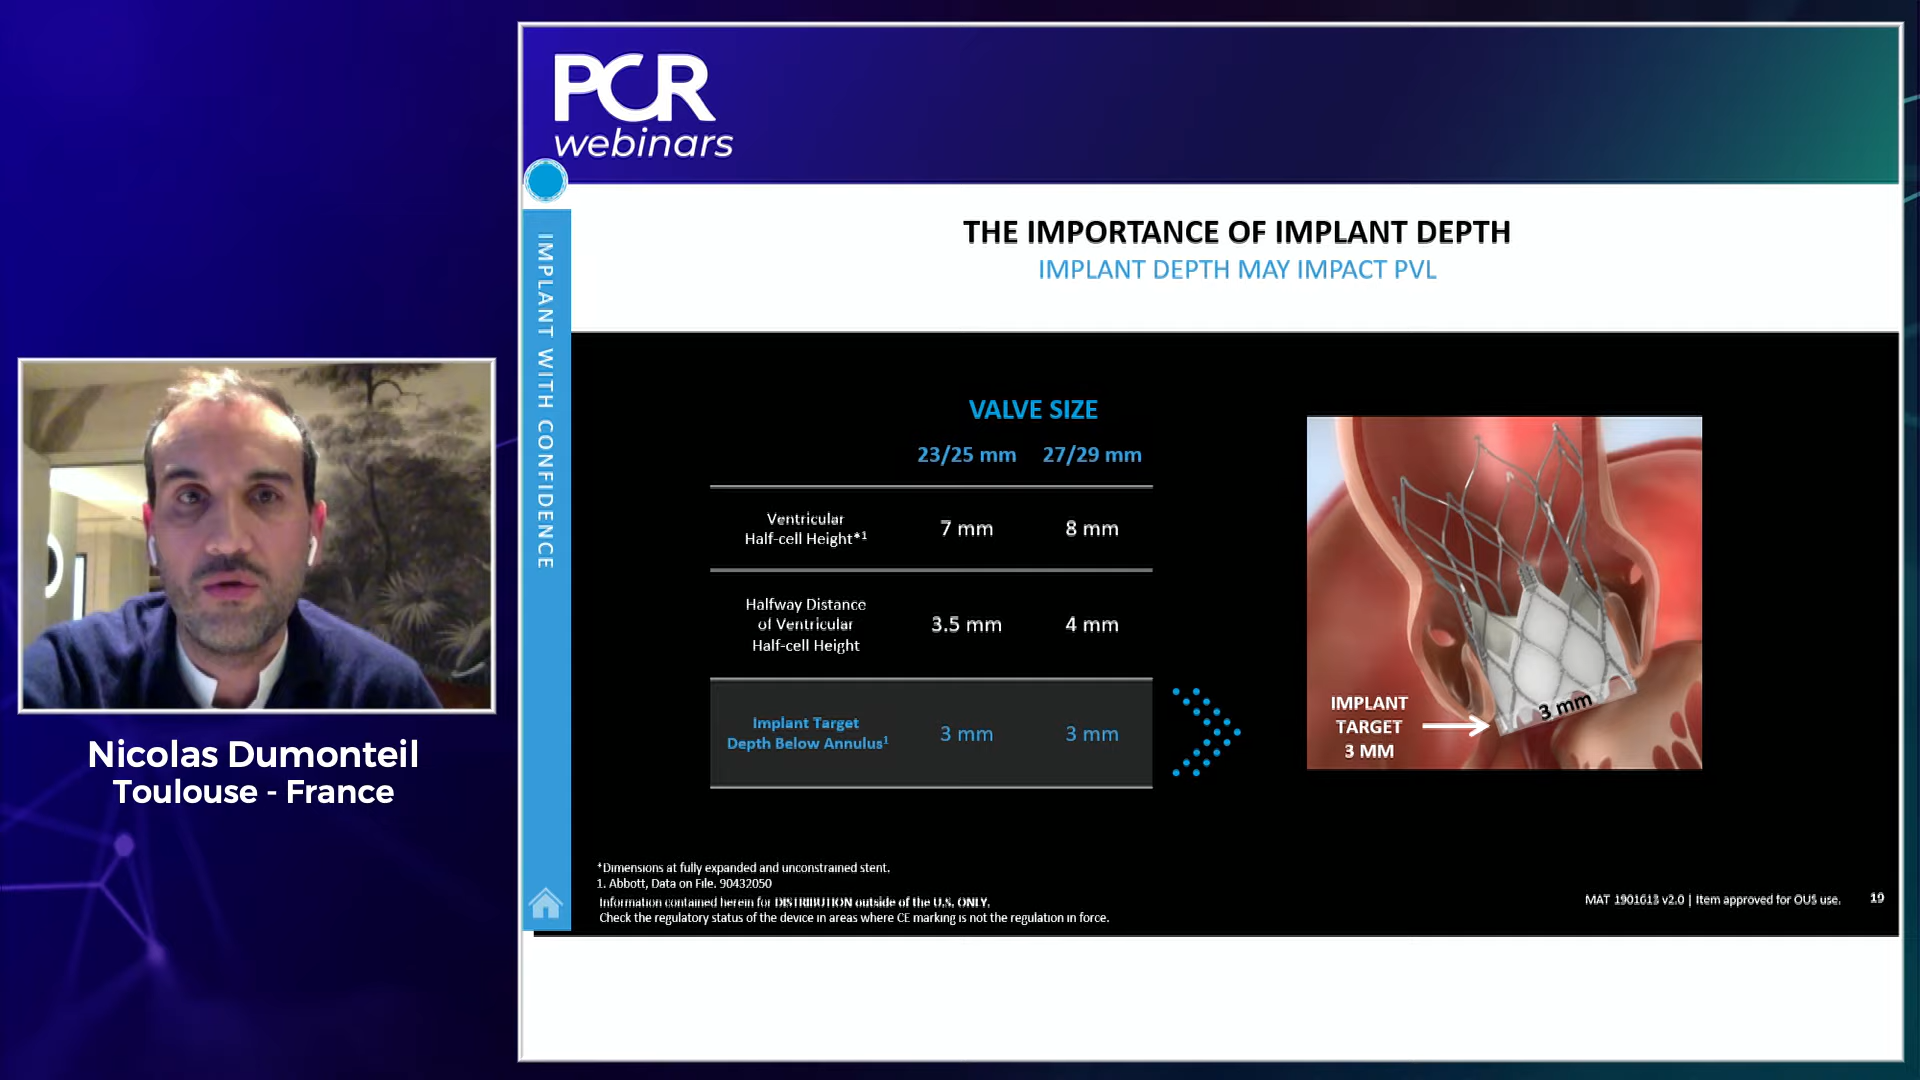 PCR
webinars
IMPLANT WITH CONFIDENCE
THE IMPORTANCE OF IMPLANT DEPTH
IMPLANT DEPTH MAY IMPACT PVL
VALVE SIZE
23/25 mm 27/29 mm
Ventricular
Half-cell Height*1
7 mm 8 mm
Halfway Distance
of Ventricular
Half-cell Height
3.5 mm 4 mm
Implant Target
Depth Below Annulus1
3 mm 3 mm
IMPLANT
TARGET
3 MM
3 mm
*Dimensions at fully expanded and unconstrained stent.
1. Abbott, Data on File. 90432050
Information contained herein for DISTRIBUTION outside of the U.S. ONLY.
Check the regulatory status of the device in areas where CE marking is not the regulation in force.
MAT 1901613 v2.0 | Item approved for OUS use. 19
Nicolas Dumonteil
Toulouse - France